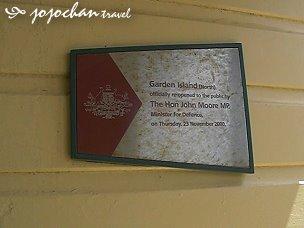 jojochan travel
Garden Island (North)
officially reopened to the public by
The Hon John Moore MP
Minister for Defence,
on Thursday, 23 November 2000.